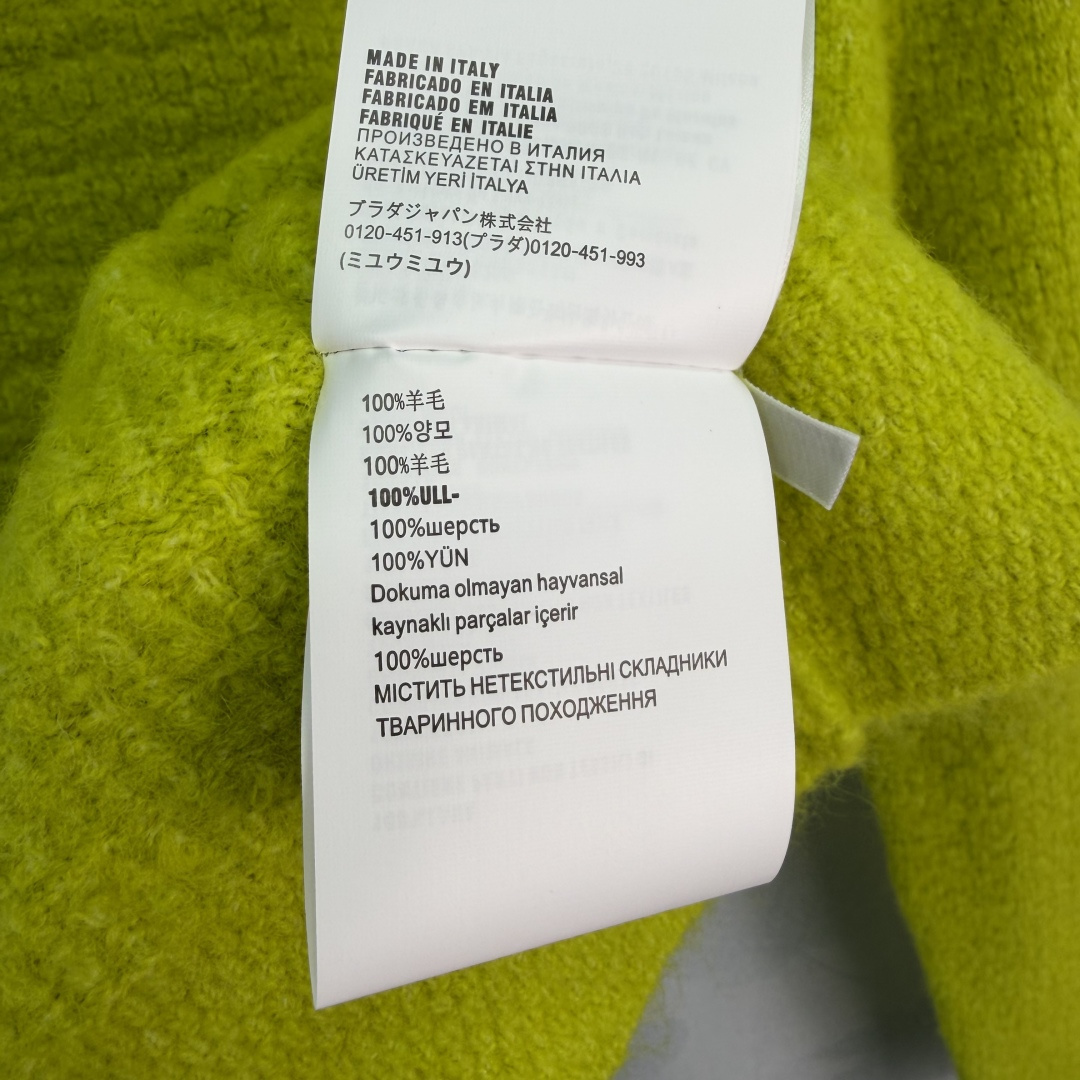 MADE IN ITALY
FABRICADO EN ITALIA
FABRICADO EM ITALIA
FABRIQUÉ EN ITALIE
ПРОИЗВЕДЕНО В ИТАЛИЯ
ΚΑΤΑΣΚΕΥΑΖΕΤΑΙ ΣΤΗΝ ΙΤΑΛΙΑ
ÜRETİM YERİ İTALYA
プラダジャパン株式会社
0120-451-913(プラダ)0120-451-993
(ミユウミユウ)
100%羊毛
100%양모
100%羊毛
100%ULL-
100%шерсть
100%YÜN
Dokuma olmayan hayvansal
kaynaklı parçalar içerir
100%шерсть
МІСТИТЬ НЕТЕКСТИЛЬНІ СКЛАДНИКИ
ТВАРИННОГО ПОХОДЖЕННЯ